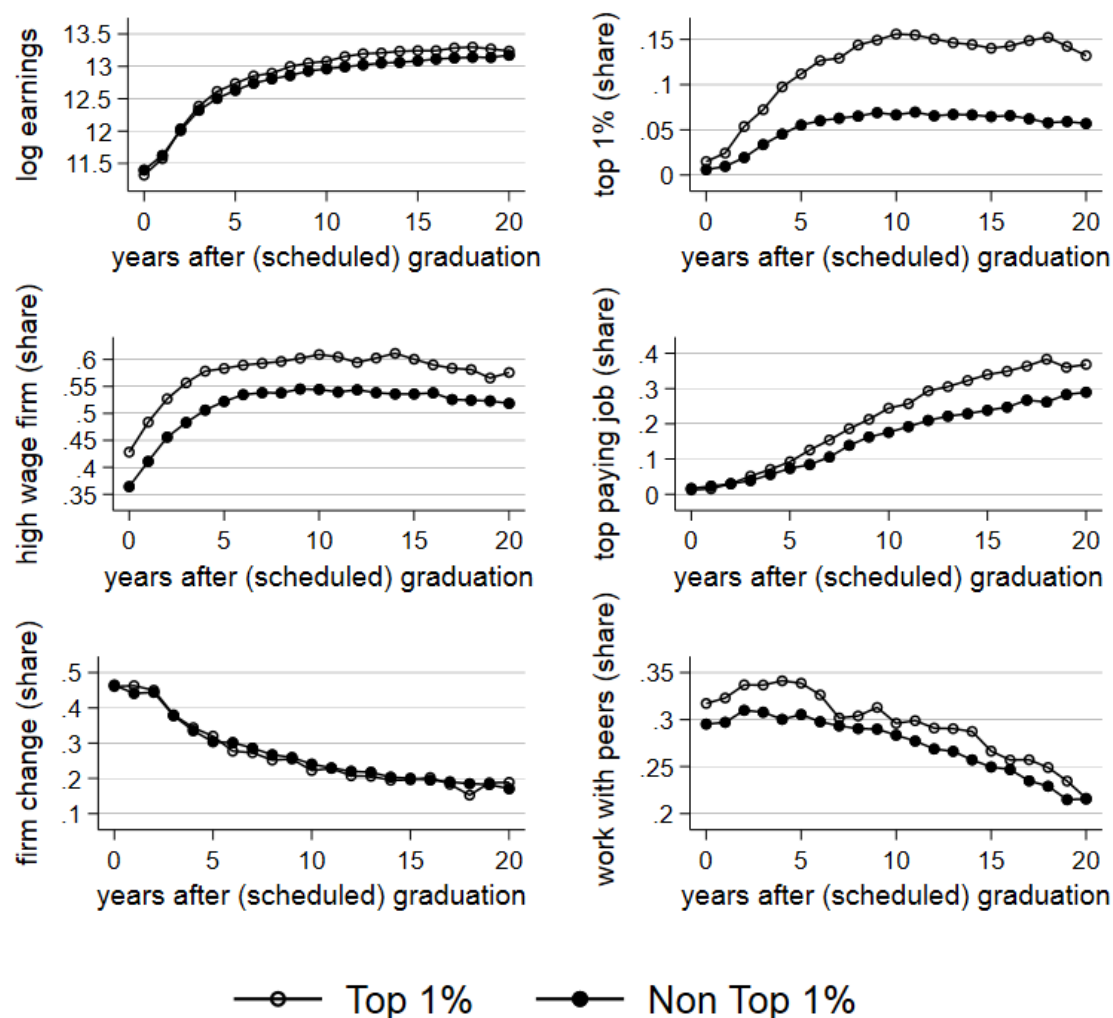 log earnings
13.5
13
12.5
12
11.5
0 5 10 15 20
years after (scheduled) graduation
top 1% (share)
.15
.1
.05
0
0 5 10 15 20
years after (scheduled) graduation
high wage firm (share)
.6
.55
.5
.45
.4
.35
0 5 10 15 20
years after (scheduled) graduation
top paying job (share)
.4
.3
.2
.1
0
0 5 10 15 20
years after (scheduled) graduation
firm change (share)
.5
.4
.3
.2
.1
0 5 10 15 20
years after (scheduled) graduation
work with peers (share)
.35
.3
.25
.2
0 5 10 15 20
years after (scheduled) graduation
Top 1% Non Top 1%